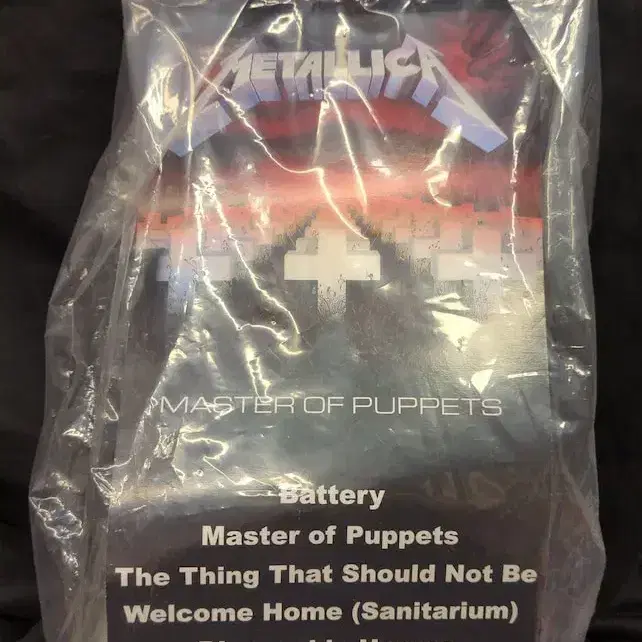 METALLICA
MASTER OF PUPPETS
Battery
Master of Puppets
The Thing That Should Not Be
Welcome Home (Sanitarium)